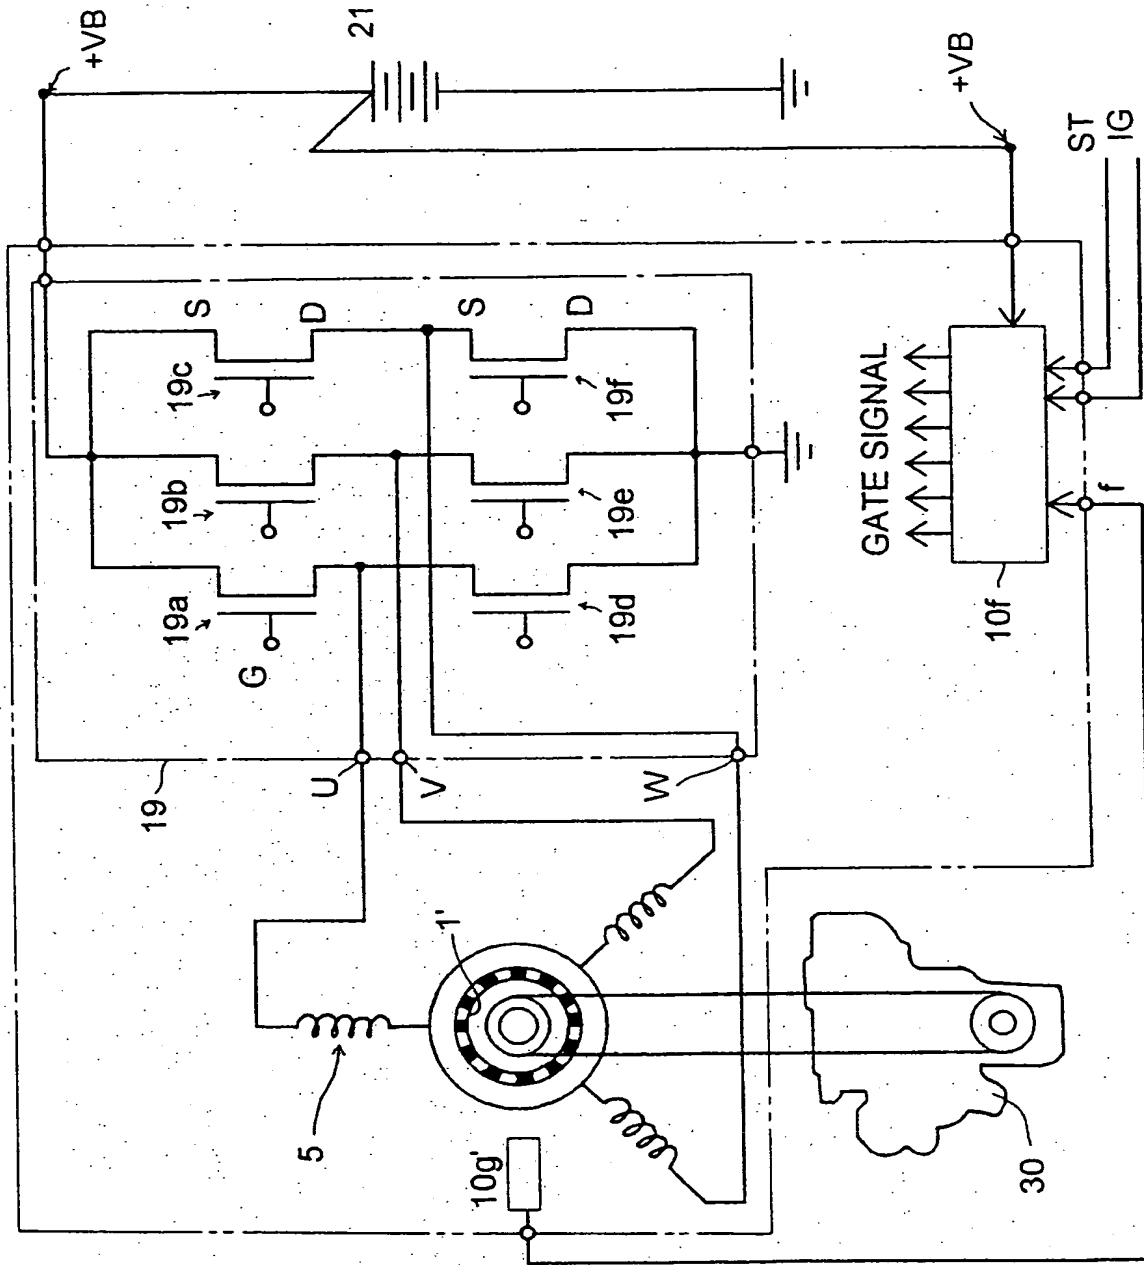 +VB
21
+VB
ST
IG
S
D
S
D
19c
19f
19b
19e
19a
19d
G
GATE SIGNAL
10f
f
19
U
V
W
1'
5
10g'
30